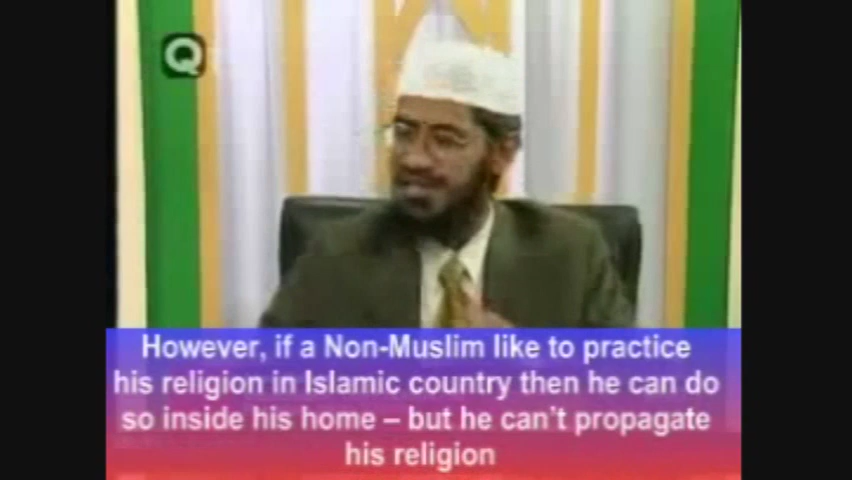 Q
However, if a Non-Muslim like to practice
his religion in Islamic country then he can do
so inside his home – but he can't propagate
his religion